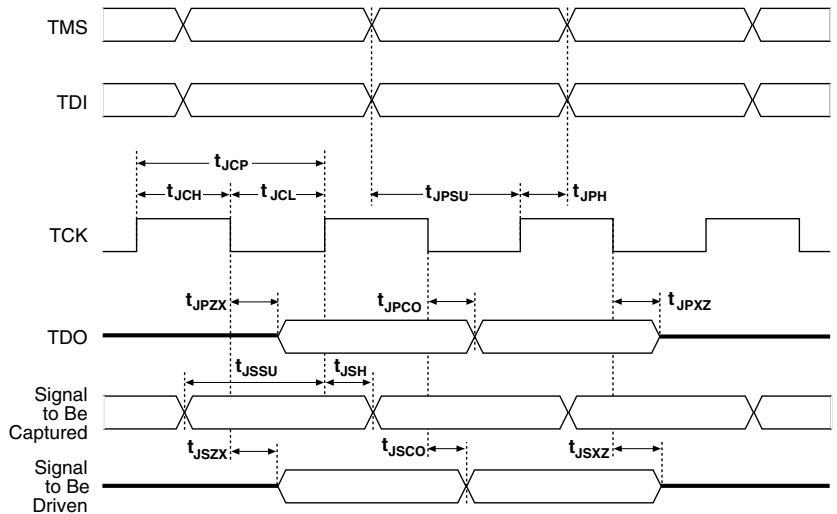 TMS
TDI
tJCP
tJCH tJCL tJPSU tJPH
TCK
tJPZX tJPCO tJPXZ
TDO
tJSSU tJSH
Signal
to Be
Captured
tJSZX tJSCO tJSXZ
Signal
to Be
Driven